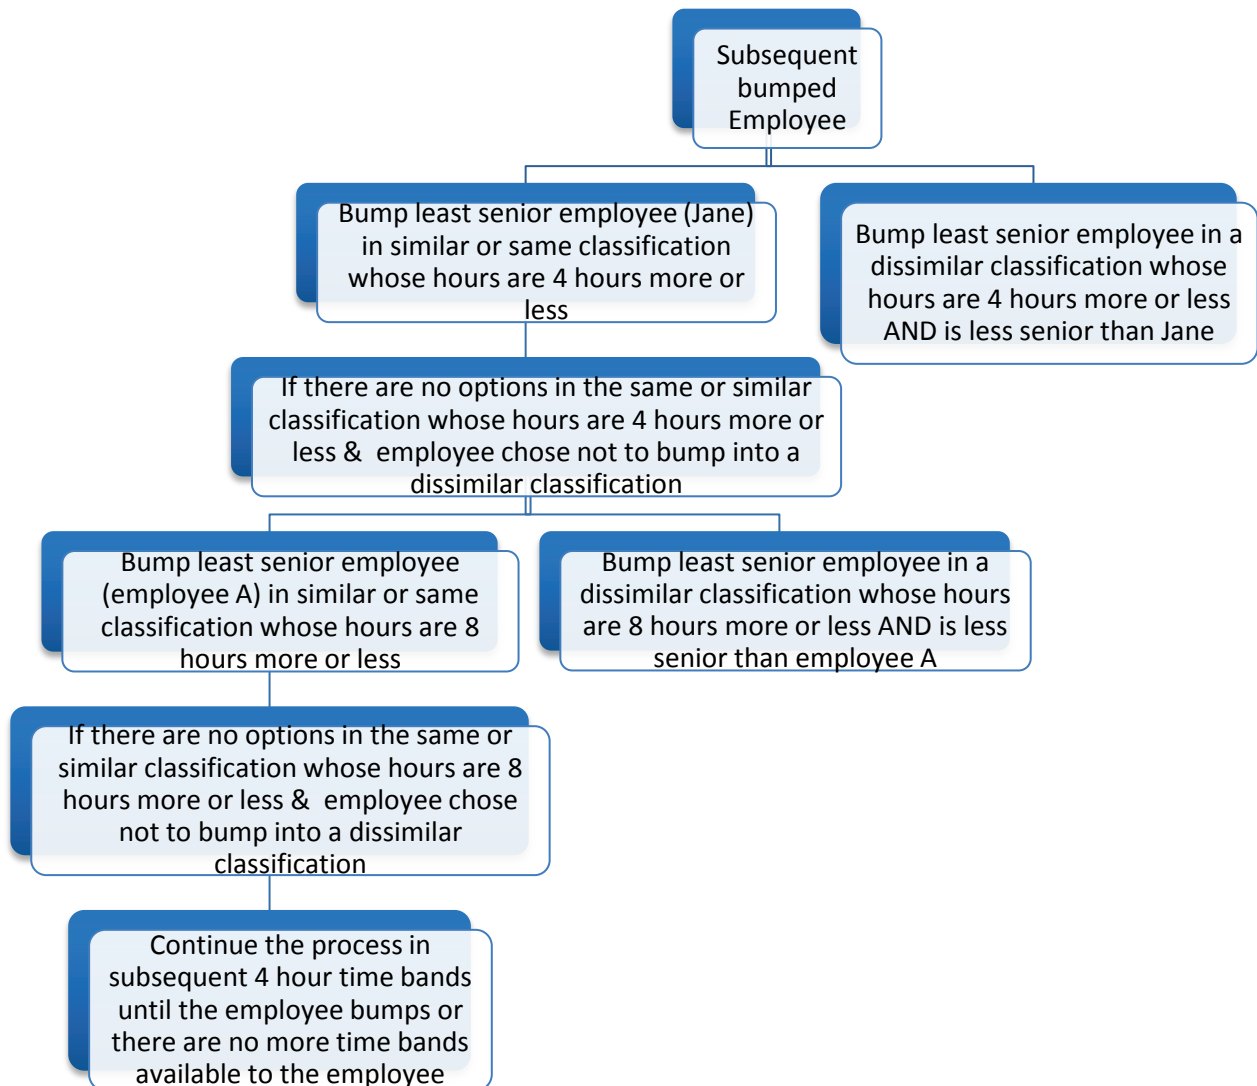 Subsequent
bumped
Employee
Bump least senior employee (Jane)
in similar or same classification
whose hours are 4 hours more or
less
Bump least senior employee in a
dissimilar classification whose
hours are 4 hours more or less
AND is less senior than Jane
If there are no options in the same or similar
classification whose hours are 4 hours more or
less &  employee chose not to bump into a
dissimilar classification
Bump least senior employee
(employee A) in similar or same
classification whose hours are 8
hours more or less
Bump least senior employee in a
dissimilar classification whose hours
are 8 hours more or less AND is less
senior than employee A
If there are no options in the same or
similar classification whose hours are 8
hours more or less &  employee chose
not to bump into a dissimilar
classification
Continue the process in
subsequent 4 hour time bands
until the employee bumps or
there are no more time bands
available to the employee